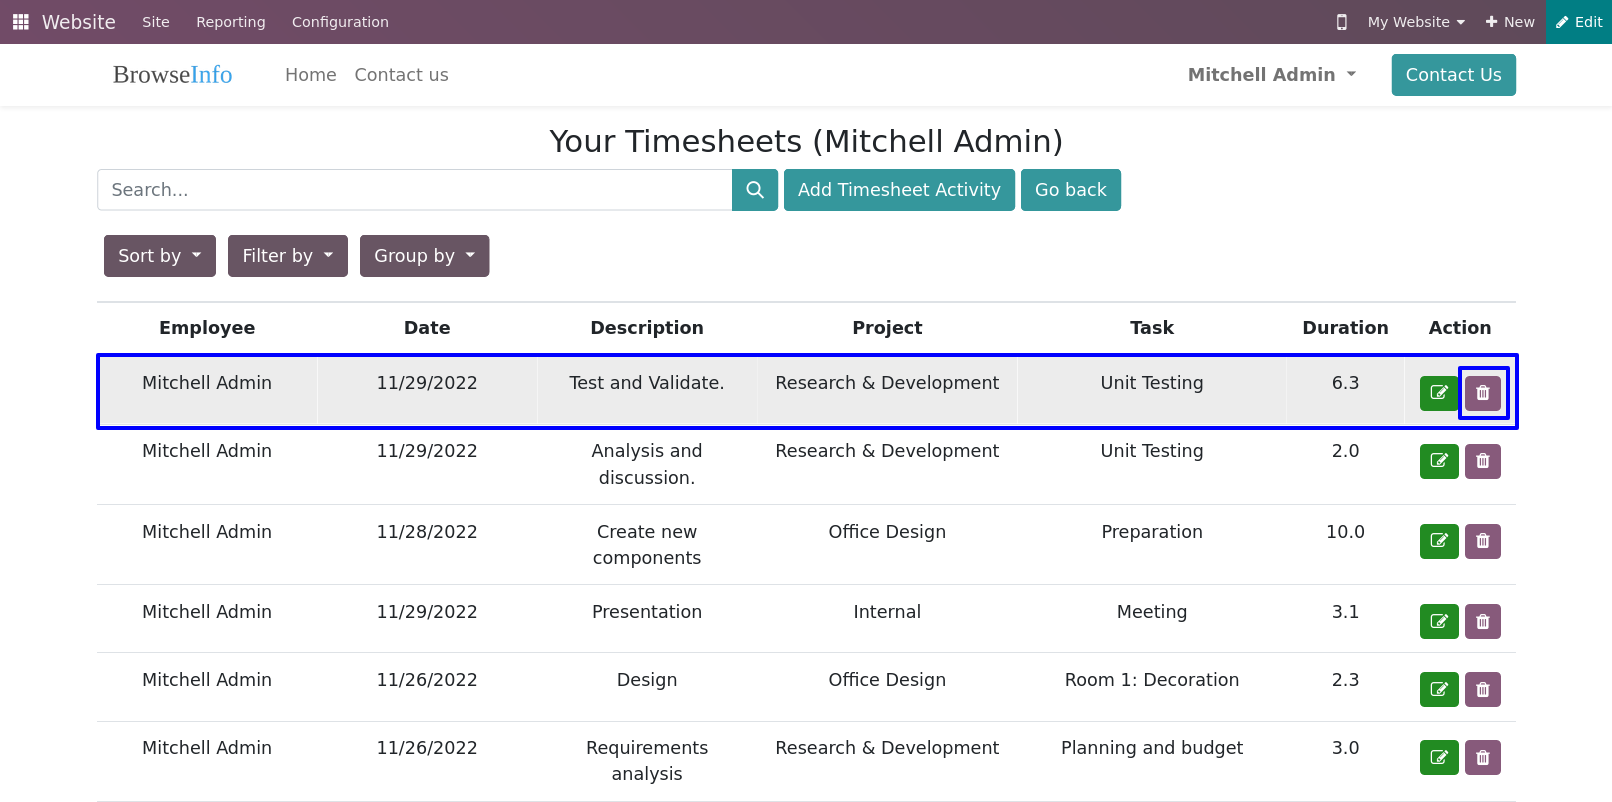 Website Site Reporting Configuration My Website New Edit
BrowseInfo Home Contact us Mitchell Admin Contact Us
Your Timesheets (Mitchell Admin)
Search... Add Timesheet Activity Go back
Sort by Filter by Group by
Employee Date Description Project Task Duration Action
Mitchell Admin 11/29/2022 Test and Validate. Research & Development Unit Testing 6.3
Mitchell Admin 11/29/2022 Analysis and Research & Development Unit Testing 2.0
discussion.
Mitchell Admin 11/28/2022 Create new Office Design Preparation 10.0
components
Mitchell Admin 11/29/2022 Presentation Internal Meeting 3.1
Mitchell Admin 11/26/2022 Design Office Design Room 1: Decoration 2.3
Mitchell Admin 11/26/2022 Requirements Research & Development Planning and budget 3.0
analysis